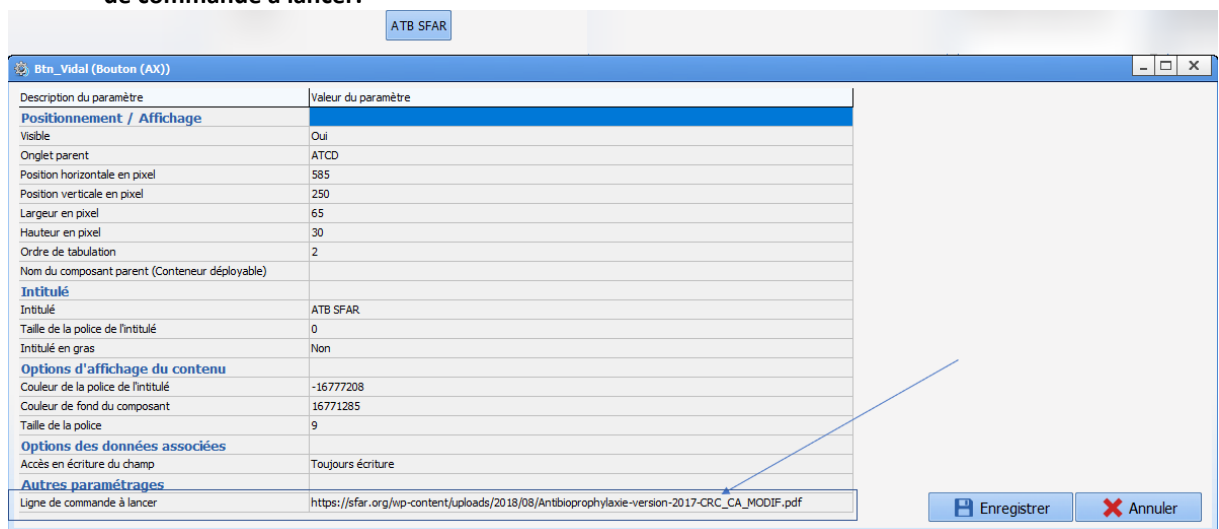 de commande à lancer.
ATB SFAR
Btn_Vidal (Bouton (AX))
Description du paramètre Valeur du paramètre
Positionnement / Affichage
Visible Oui
Onglet parent ATCD
Position horizontale en pixel 585
Position verticale en pixel 250
Largeur en pixel 65
Hauteur en pixel 30
Ordre de tabulation 2
Nom du composant parent (Conteneur déployable)
Intitulé
Intitulé ATB SFAR
Taille de la police de l'intitulé 0
Intitulé en gras Non
Options d'affichage du contenu
Couleur de la police de l'intitulé -16777208
Couleur de fond du composant 16771285
Taille de la police 9
Options des données associées
Accès en écriture du champ Toujours écriture
Autres paramétrages
Ligne de commande à lancer https://sfar.org/wp-content/uploads/2018/08/Antibioprophylaxie-version-2017-CRC_CA_MODIF.pdf
Enregistrer Annuler